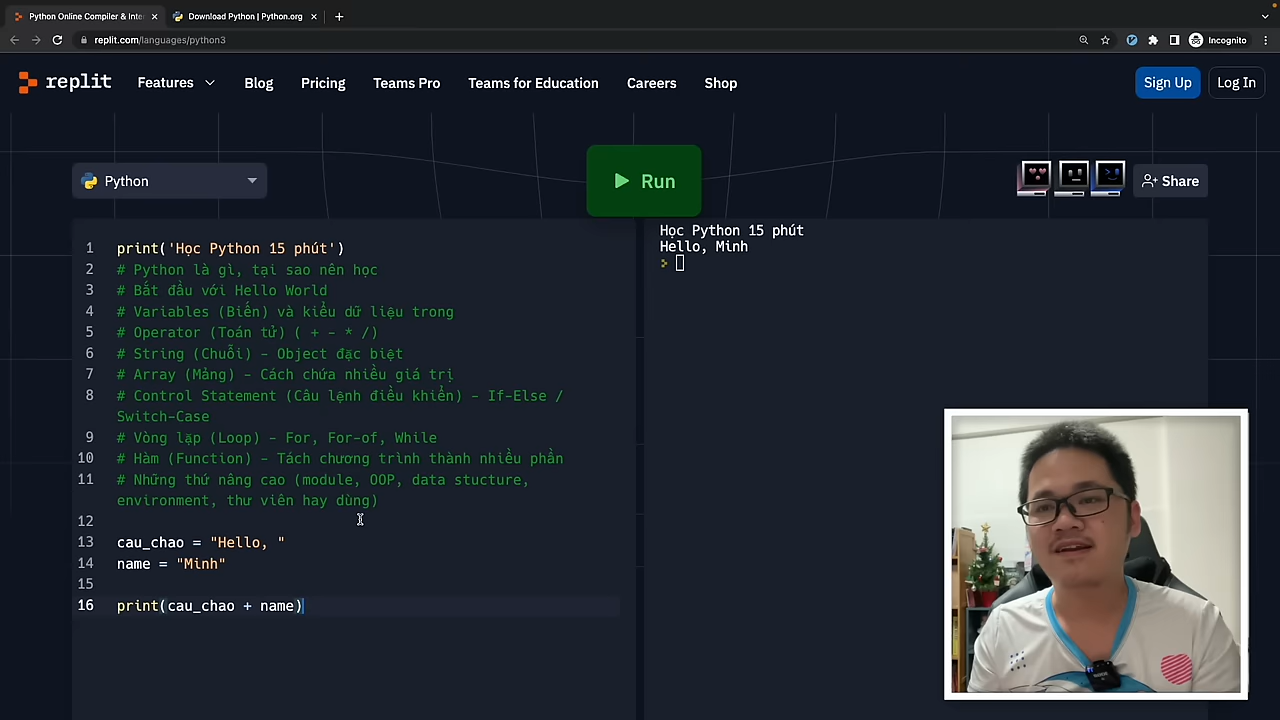 Python Online Compiler & Inte
Download Python | Python.org
replit.com/languages/python3
Incognito
replit
Features
Blog
Pricing
Teams Pro
Teams for Education
Careers
Shop
Sign Up
Log In
Python
Run
Share
1 print('Học Python 15 phút')
2 # Python là gì, tại sao nên học
3 # Bắt đầu với Hello World
4 # Variables (Biến) và kiểu dữ liệu trong
5 # Operator (Toán tử) ( + - * /)
6 # String (Chuỗi) - Object đặc biệt
7 # Array (Mảng) - Cách chứa nhiều giá trị
8 # Control Statement (Câu lệnh điều khiển) - If-Else /
Switch-Case
9 # Vòng lặp (Loop) - For, For-of, While
10 # Hàm (Function) - Tách chương trình thành nhiều phần
11 # Những thứ nâng cao (module, OOP, data stucture,
environment, thư viên hay dùng)
12
13 cau_chao = "Hello, "
14 name = "Minh"
15
16 print(cau_chao + name)
Học Python 15 phút
Hello, Minh